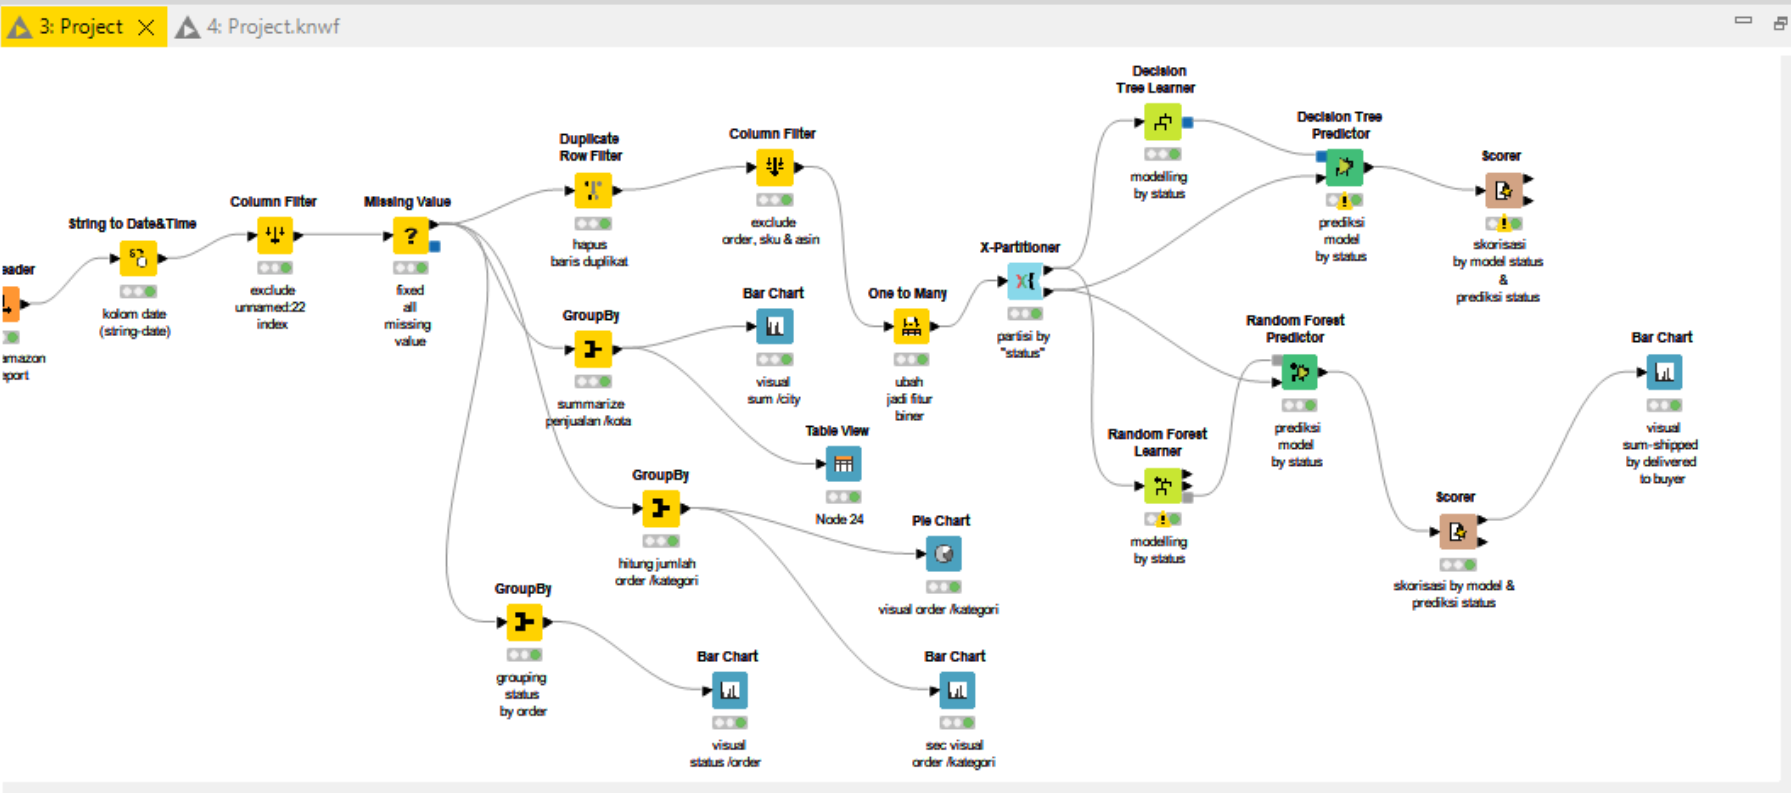 3: Project
4: Project.knwf
eader
amazon
eport
String to Date&Time
kolom date
(string-date)
Column Filter
exclude
unnamed:22
index
Missing Value
fixed
all
missing
value
Duplicate
Row Filter
hapus
baris duplikat
Column Filter
exclude
order, sku & asin
GroupBy
summarize
penjualan /kota
Bar Chart
visual
sum /city
Table View
Node 24
One to Many
ubah
jadi fitur
biner
X-Partitioner
partisi by
"status"
Decision
Tree Learner
modelling
by status
Decision Tree
Predictor
prediksi
model
by status
Scorer
skorisasi
by model status
&
prediksi status
Random Forest
Predictor
prediksi
model
by status
Random Forest
Learner
modelling
by status
Scorer
skorisasi by model &
prediksi status
Bar Chart
visual
sum-shipped
by delivered
to buyer
GroupBy
hitung jumlah
order /kategori
Pie Chart
visual order /kategori
GroupBy
grouping
status
by order
Bar Chart
visual
status /order
Bar Chart
sec visual
order /kategori